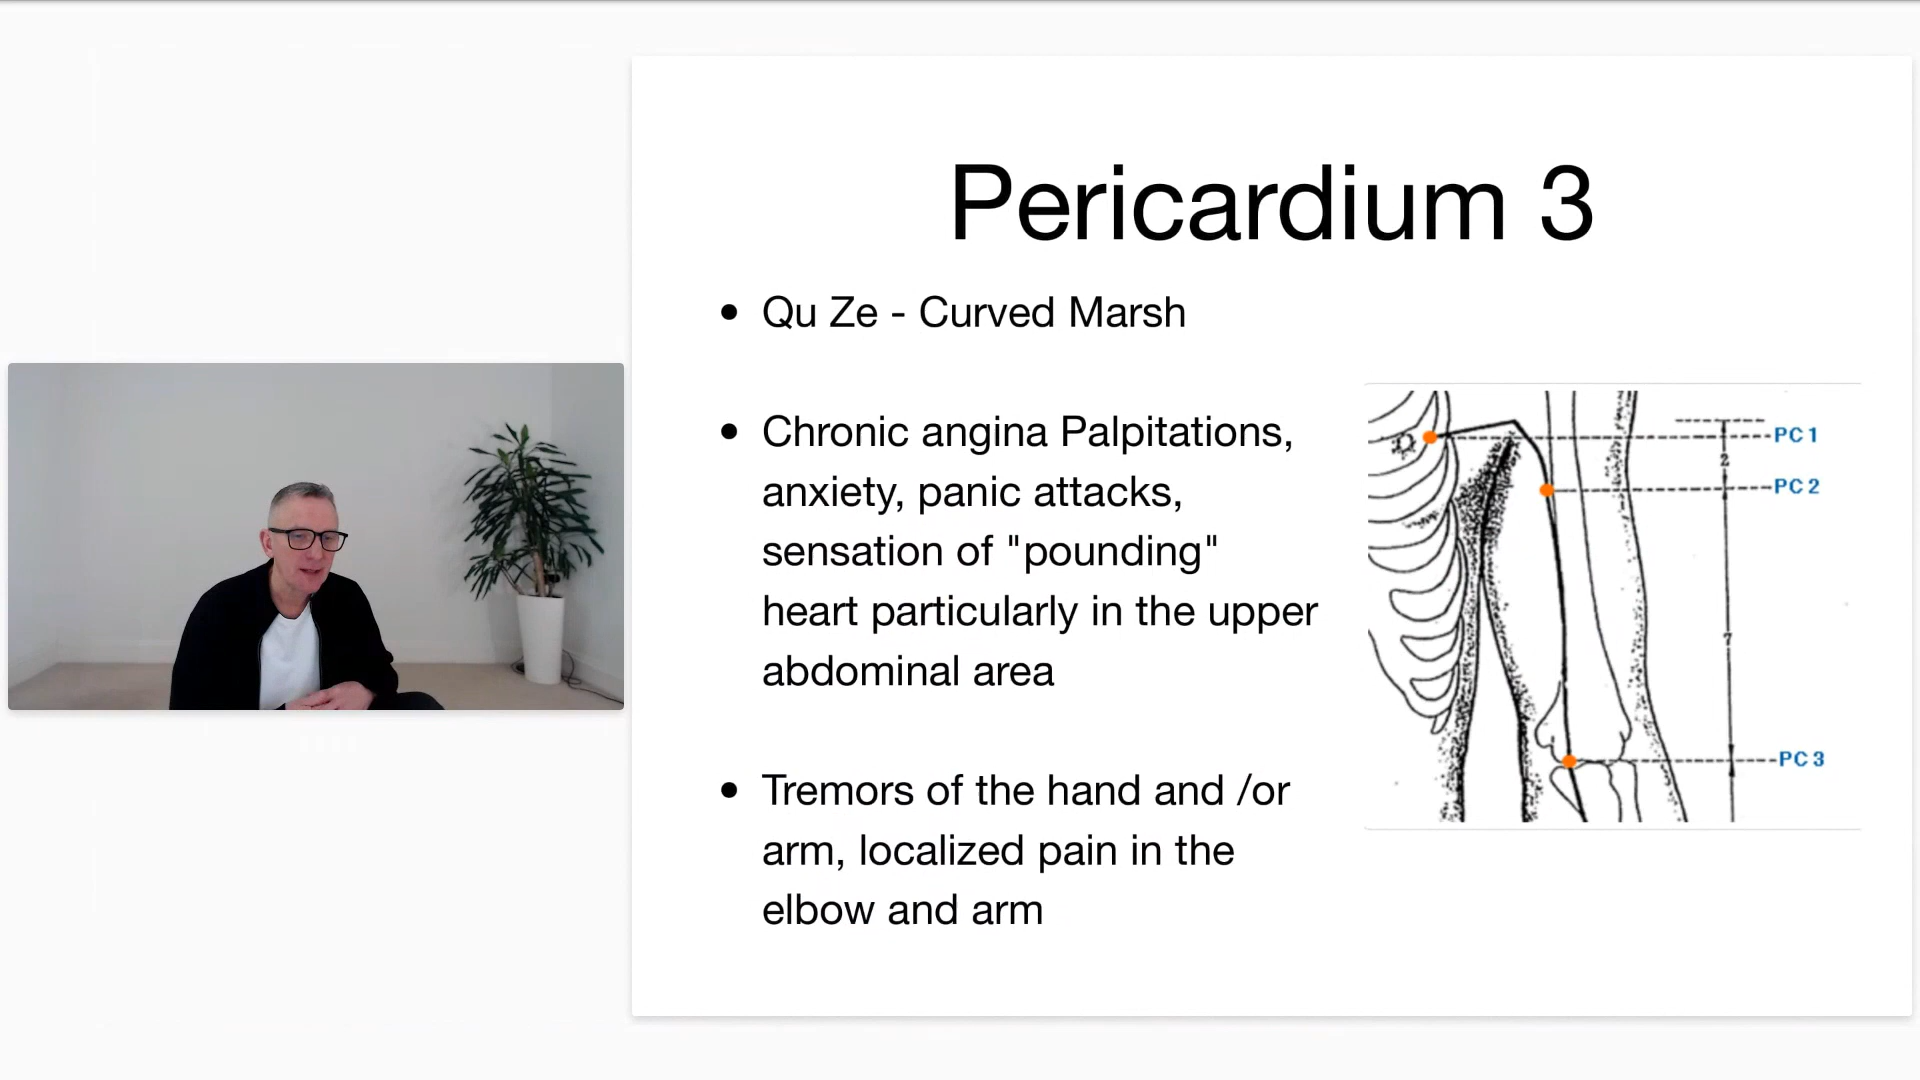 Pericardium 3
• Qu Ze - Curved Marsh
• Chronic angina Palpitations,
anxiety, panic attacks,
sensation of "pounding"
heart particularly in the upper
abdominal area
• Tremors of the hand and /or
arm, localized pain in the
elbow and arm
PC 1
2
PC 2
7
PC 3